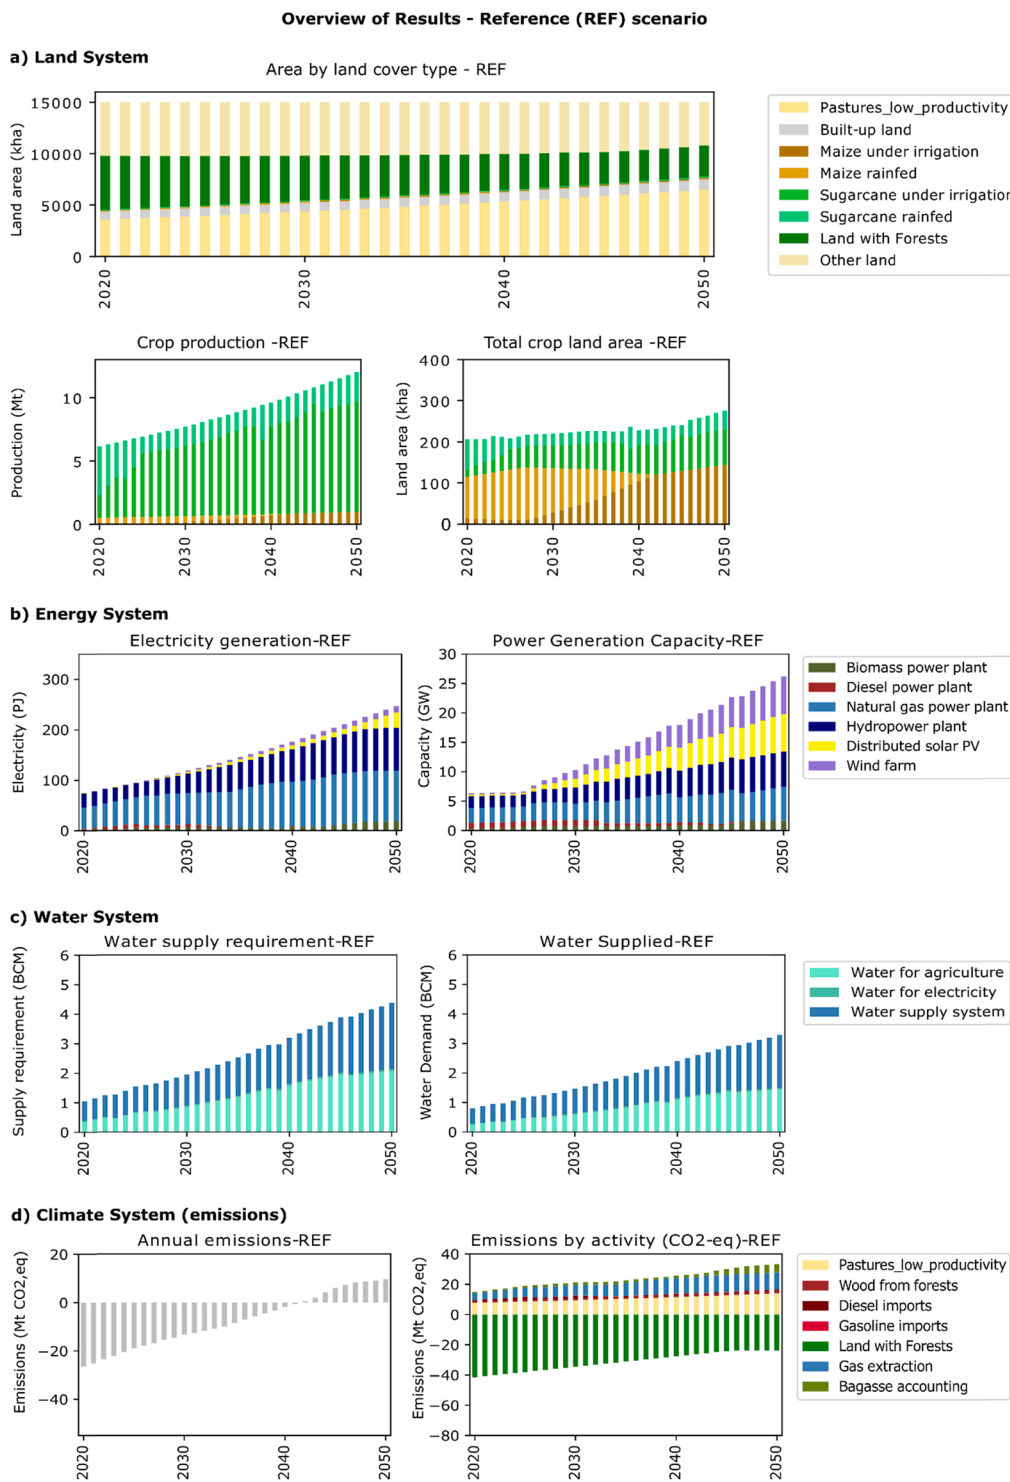 Overview of Results - Reference (REF) scenario
a) Land System
Area by land cover type - REF
Land area (kha)
15000
10000
5000
0
2020
2030
2040
2050
Pastures_low_productivity
Built-up land
Maize under irrigation
Maize rainfed
Sugarcane under irrigation
Sugarcane rainfed
Land with Forests
Other land
Crop production -REF
Production (Mt)
10
5
0
2020
2030
2040
2050
Total crop land area -REF
Land area (kha)
400
300
200
100
0
2020
2030
2040
2050
b) Energy System
Electricity generation-REF
Electricity (PJ)
300
200
100
0
2020
2030
2040
2050
Power Generation Capacity-REF
Capacity (GW)
30
25
20
15
10
5
0
2020
2030
2040
2050
Biomass power plant
Diesel power plant
Natural gas power plant
Hydropower plant
Distributed solar PV
Wind farm
c) Water System
Water supply requirement-REF
Supply requirement (BCM)
6
5
4
3
2
1
0
2020
2030
2040
2050
Water Supplied-REF
Water Demand (BCM)
6
5
4
3
2
1
0
2020
2030
2040
2050
Water for agriculture
Water for electricity
Water supply system
d) Climate System (emissions)
Annual emissions-REF
Emissions (Mt CO2,eq)
20
0
−20
−40
2020
2030
2040
2050
Emissions by activity (CO2-eq)-REF
Emissions (Mt CO2,eq)
40
20
0
−20
−40
−60
−80
2020
2030
2040
2050
Pastures_low_productivity
Wood from forests
Diesel imports
Gasoline imports
Land with Forests
Gas extraction
Bagasse accounting